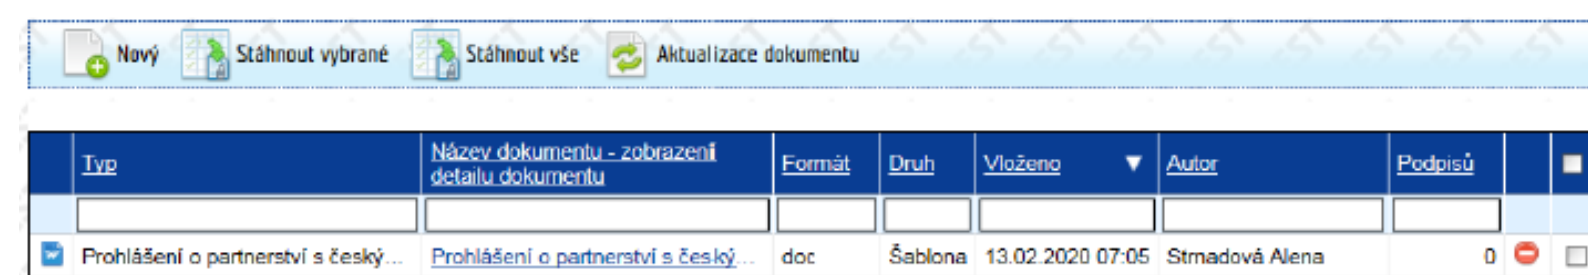 Nový Stáhnout vybrané Stáhnout vše Aktualizace dokumentu
Typ Název dokumentu - zobrazení detailu dokumentu Formát Druh Vloženo ▼ Autor Podpisů
Prohlášení o partnerství s český... Prohlášení o partnerství s český... doc Šablona 13.02.2020 07:05 Strnadová Alena 0